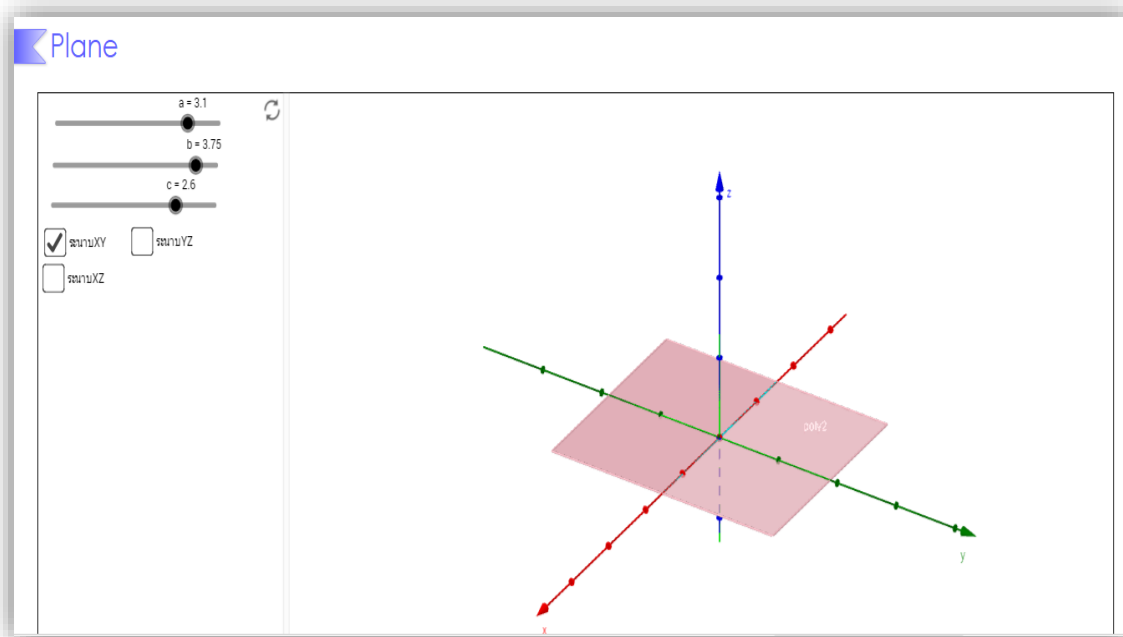 Plane
a = 3.1
b = 3.75
c = 2.6
ระนาบXY ระนาบYZ
ระนาบXZ
z
poly2
y
x